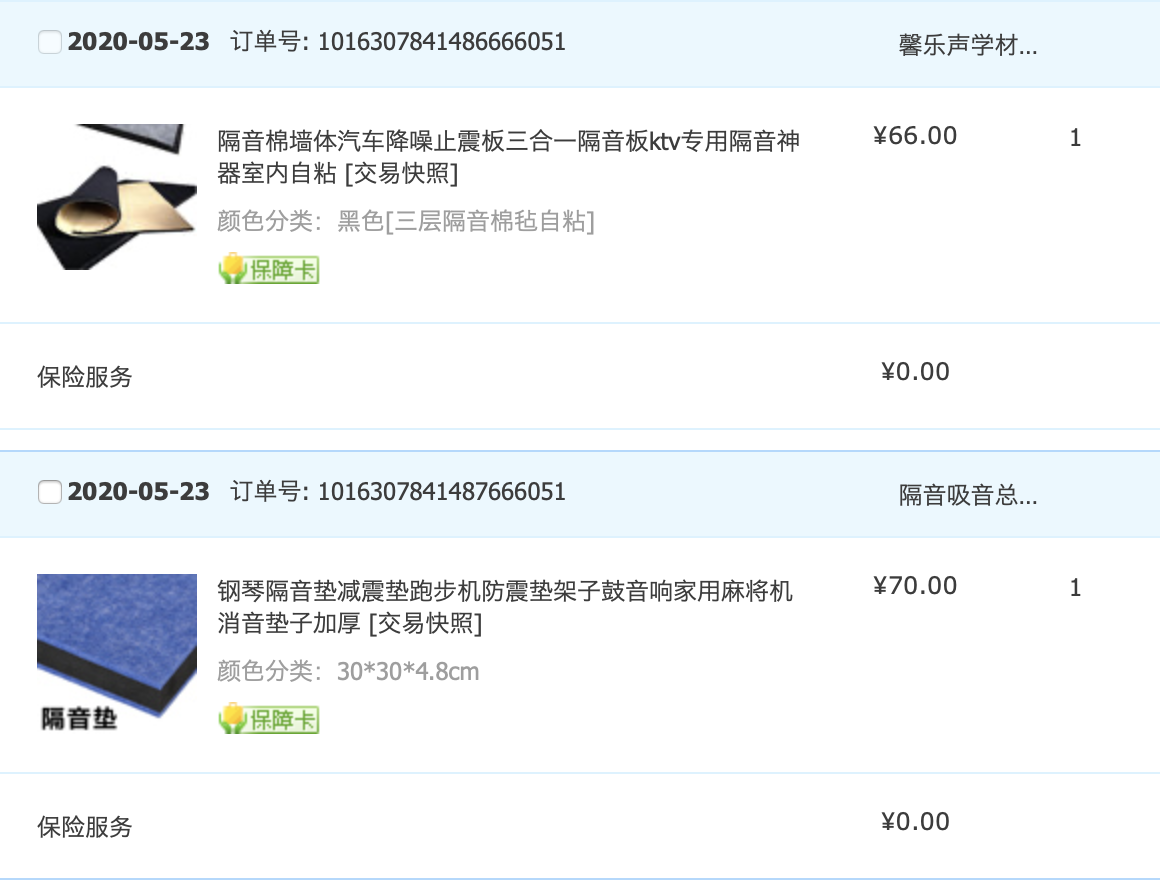 2020-05-23 订单号: 1016307841486666051 馨乐声学材...
隔音棉墙体汽车降噪止震板三合一隔音板ktv专用隔音神 ¥66.00 1
器室内自粘 [交易快照]
颜色分类：黑色[三层隔音棉毡自粘]
保障卡
保险服务 ¥0.00
2020-05-23 订单号: 1016307841487666051 隔音吸音总...
钢琴隔音垫减震垫跑步机防震垫架子鼓音响家用麻将机 ¥70.00 1
消音垫子加厚 [交易快照]
颜色分类：30*30*4.8cm
隔音垫
保障卡
保险服务 ¥0.00